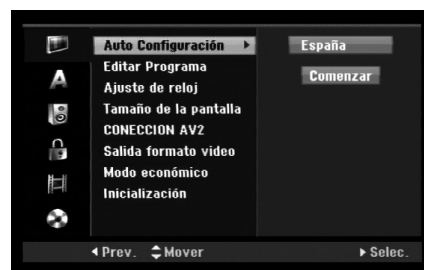 Auto Configuración ▶ España
Editar Programa
Comenzar
Ajuste de reloj
Tamaño de la pantalla
CONECCION AV2
Salida formato video
Modo económico
Inicialización
A
◀ Prev. Mover ▶ Selec.